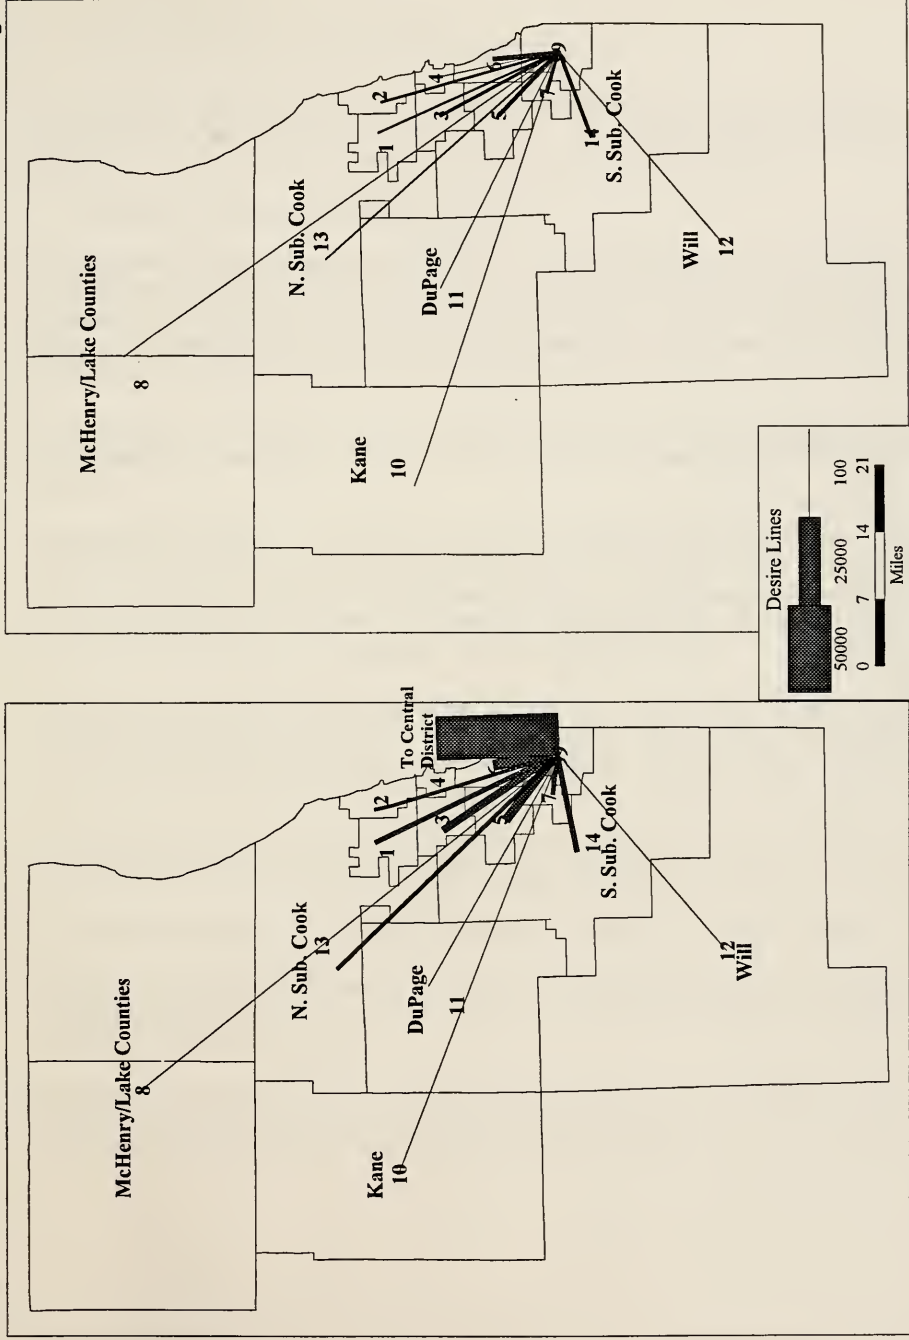 McHenry/Lake Counties
8
N. Sub. Cook
13
Kane
10
DuPage
11
1
2
3
4
5
6
7
9
To Central
District
14
S. Sub. Cook
12
Will
McHenry/Lake Counties
8
N. Sub. Cook
13
Kane
10
DuPage
11
1
2
3
4
5
6
7
9
14
S. Sub. Cook
Will
12
Desire Lines
50000 25000 100
0 7 14 21
Miles